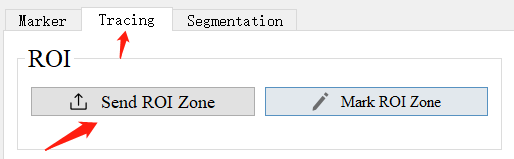 Marker Tracing Segmentation
ROI
Send ROI Zone Mark ROI Zone